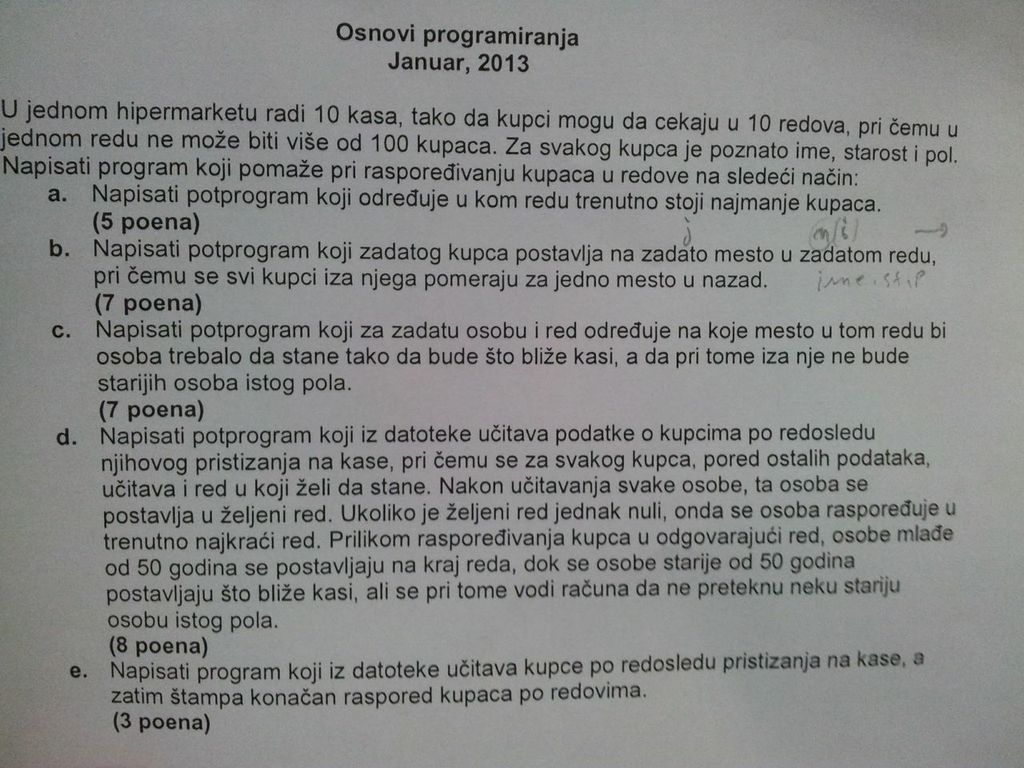 Osnovi programiranja
Januar, 2013
U jednom hipermarketu radi 10 kasa, tako da kupci mogu da cekaju u 10 redova, pri čemu u
jednom redu ne može biti više od 100 kupaca. Za svakog kupca je poznato ime, starost i pol.
Napisati program koji pomaže pri raspoređivanju kupaca u redove na sledeći način:
a. Napisati potprogram koji određuje u kom redu trenutno stoji najmanje kupaca.
(5 poena)
j n[i] →
b. Napisati potprogram koji zadatog kupca postavlja na zadato mesto u zadatom redu,
pri čemu se svi kupci iza njega pomeraju za jedno mesto u nazad.
(7 poena)
c. Napisati potprogram koji za zadatu osobu i red određuje na koje mesto u tom redu bi
osoba trebalo da stane tako da bude što bliže kasi, a da pri tome iza nje ne bude
starijih osoba istog pola.
(7 poena)
d. Napisati potprogram koji iz datoteke učitava podatke o kupcima po redosledu
njihovog pristizanja na kase, pri čemu se za svakog kupca, pored ostalih podataka,
učitava i red u koji želi da stane. Nakon učitavanja svake osobe, ta osoba se
postavlja u željeni red. Ukoliko je željeni red jednak nuli, onda se osoba raspoređuje u
trenutno najkraći red. Prilikom raspoređivanja kupca u odgovarajući red, osobe mlađe
od 50 godina se postavljaju na kraj reda, dok se osobe starije od 50 godina
postavljaju što bliže kasi, ali se pri tome vodi računa da ne preteknu neku stariju
osobu istog pola.
(8 poena)
e. Napisati program koji iz datoteke učitava kupce po redosledu pristizanja na kase, a
zatim štampa konačan raspored kupaca po redovima.
(3 poena)